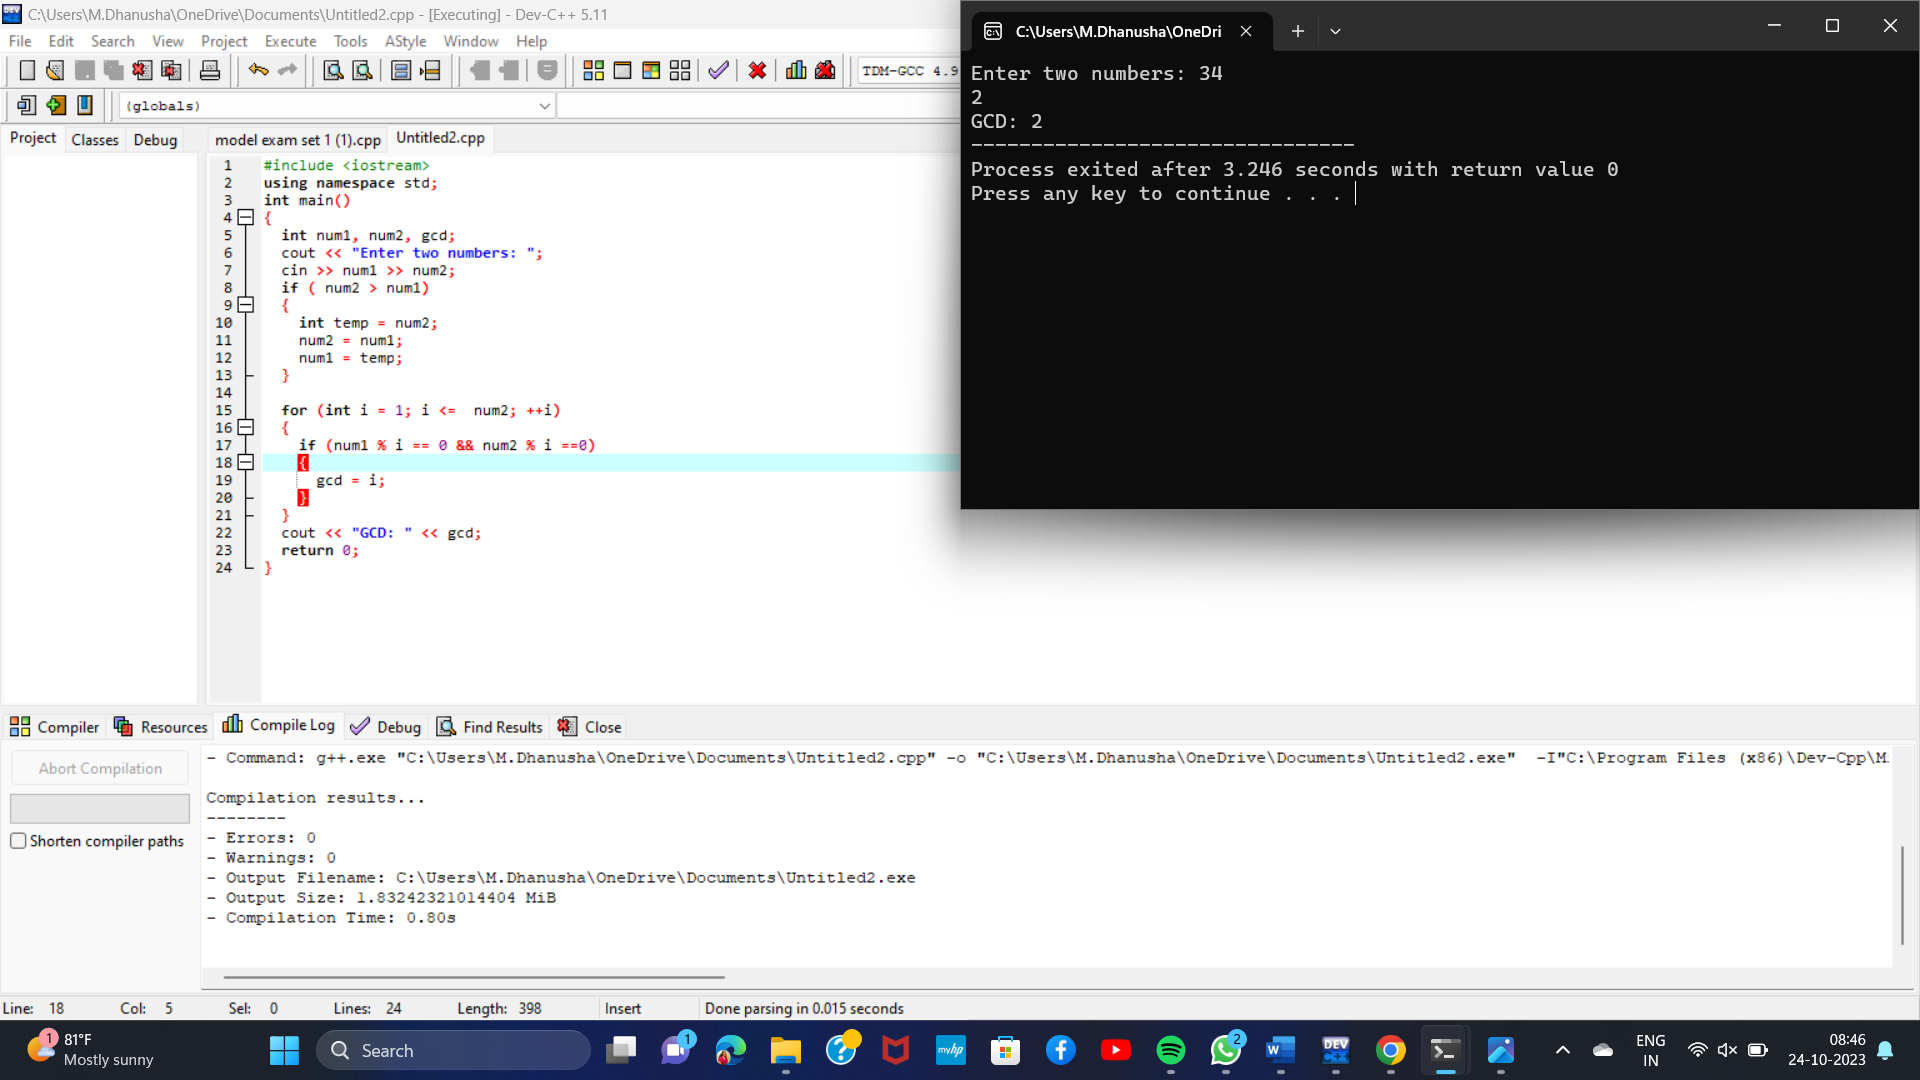 C:\Users\M.Dhanusha\OneDrive\Documents\Untitled2.cpp - [Executing] - Dev-C++ 5.11
File Edit Search View Project Execute Tools AStyle Window Help
TDM-GCC 4.9
(globals)
Project Classes Debug
model exam set 1 (1).cpp Untitled2.cpp
1 #include <iostream>
2 using namespace std;
3 int main()
4 {
5 int num1, num2, gcd;
6 cout << "Enter two numbers: ";
7 cin >> num1 >> num2;
8 if ( num2 > num1)
9 {
10 int temp = num2;
11 num2 = num1;
12 num1 = temp;
13 }
14
15 for (int i = 1; i <=  num2; ++i)
16 {
17 if (num1 % i == 0 && num2 % i ==0)
18 {
19 gcd = i;
20 }
21 }
22 cout << "GCD: " << gcd;
23 return 0;
24 }
C:\Users\M.Dhanusha\OneDri
Enter two numbers: 34
2
GCD: 2
--------------------------------
Process exited after 3.246 seconds with return value 0
Press any key to continue . . .
Compiler Resources Compile Log Debug Find Results Close
Abort Compilation
Shorten compiler paths
- Command: g++.exe "C:\Users\M.Dhanusha\OneDrive\Documents\Untitled2.cpp" -o "C:\Users\M.Dhanusha\OneDrive\Documents\Untitled2.exe"  -I"C:\Program Files (x86)\Dev-Cpp\M
Compilation results...
--------
- Errors: 0
- Warnings: 0
- Output Filename: C:\Users\M.Dhanusha\OneDrive\Documents\Untitled2.exe
- Output Size: 1.83242321014404 MiB
- Compilation Time: 0.80s
Line: 18 Col: 5 Sel: 0 Lines: 24 Length: 398 Insert Done parsing in 0.015 seconds
1
81°F
Mostly sunny
Search
1
myhp
2
W
DEV
C++
ENG
IN
08:46
24-10-2023